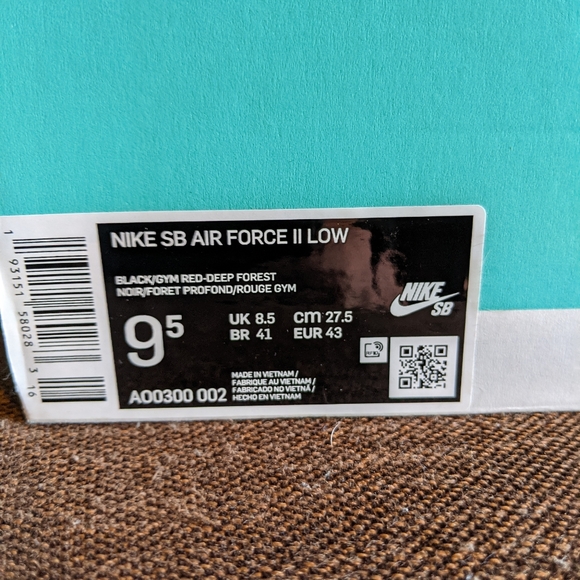 NIKE SB AIR FORCE II LOW
BLACK/GYM RED-DEEP FOREST
NOIR/FORET PROFOND/ROUGE GYM
9⁵
UK 8.5 cm 27.5
BR 41 EUR 43
NIKE
SB
AO0300 002
MADE IN VIETNAM /
FABRIQUE AU VIETNAM /
FABRICADO NO VIETNÃ /
HECHO EN VIETNAM
1 93151 58028 3 16